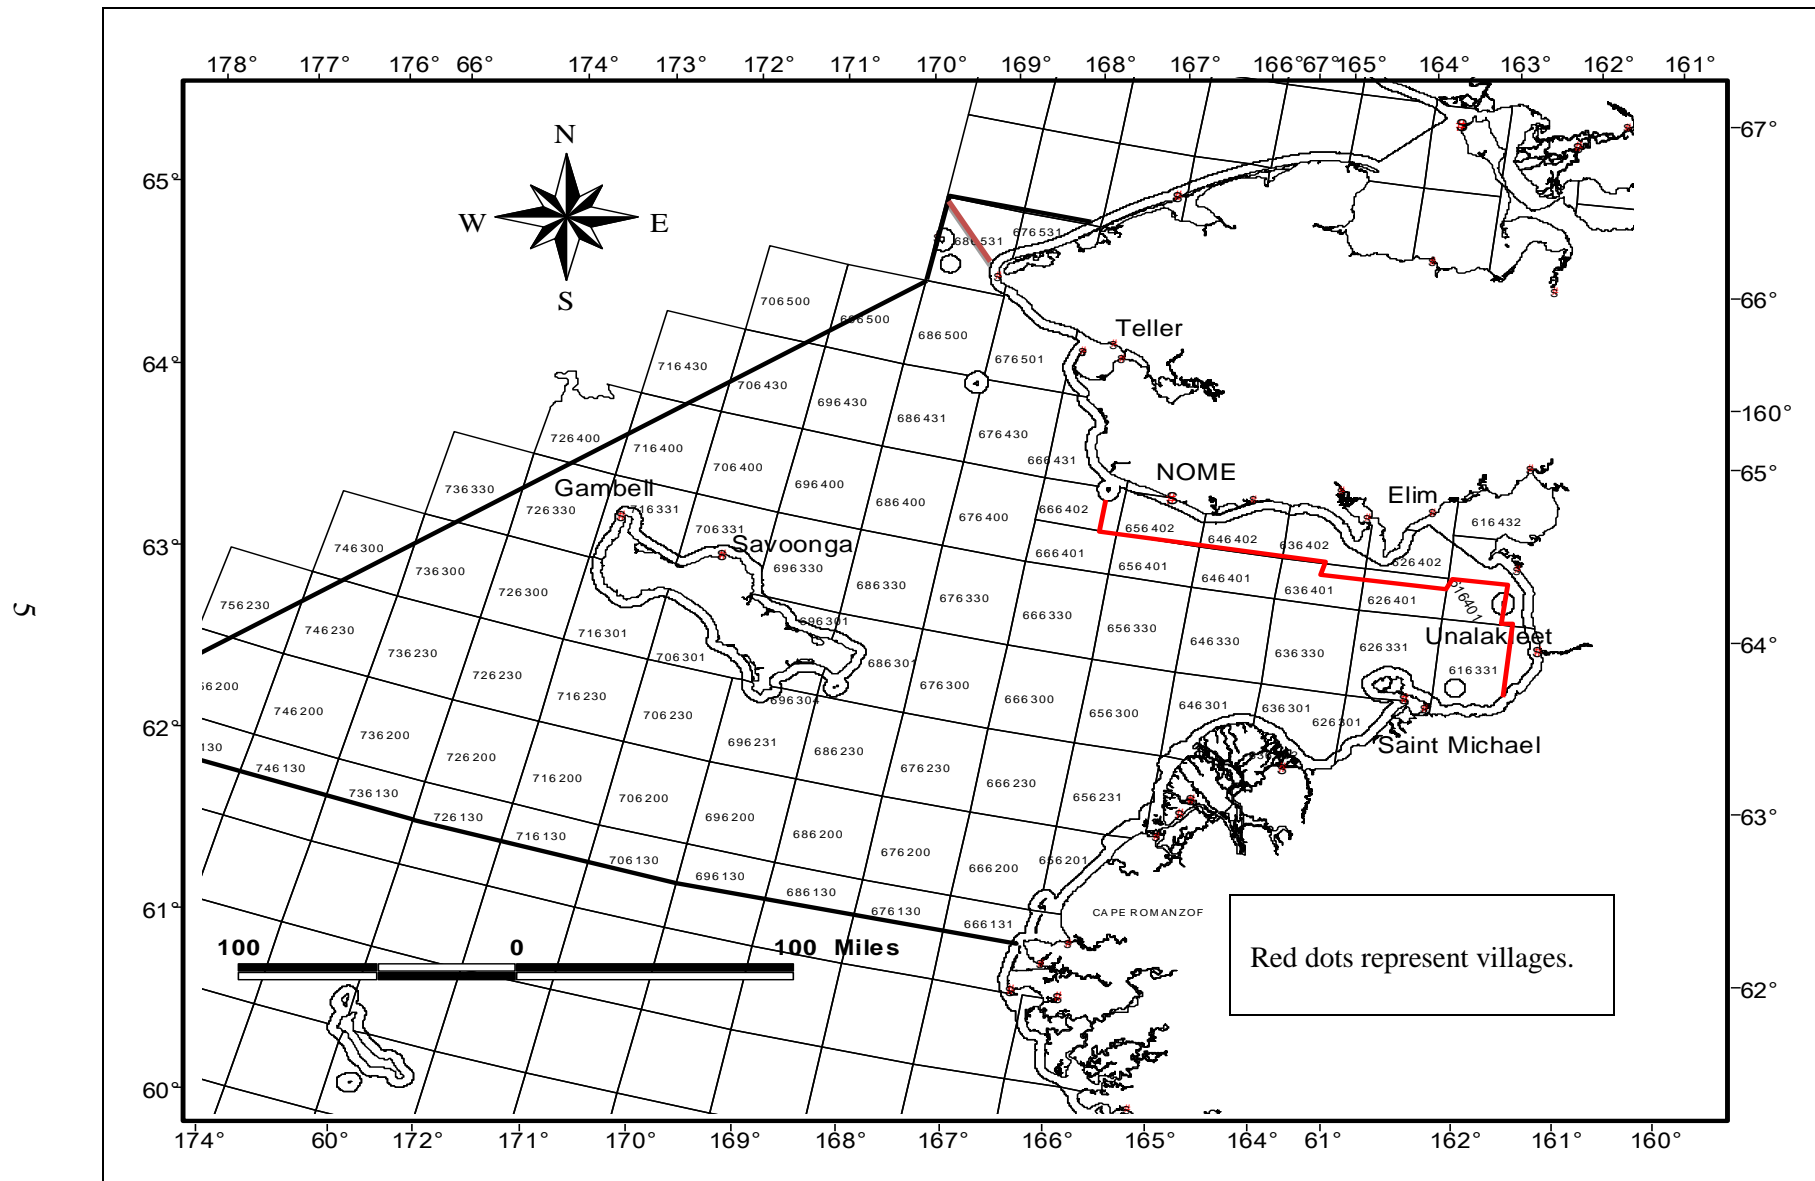 178° 177° 176° 66° 174° 173° 172° 171° 170° 169° 168° 167° 166° 67° 165° 164° 163° 162° 161°
67°
65°
N
W E
S
686531 676531
66°
706500 696500 686500
Teller
64°
716430 706430 696430 686431 676501
160°
726400 716400 706400 696400 686400 676430 666431
NOME
65°
Elim
736330 726330 716331 706331
Gambell
Savoonga
676400 666402 656402 646402 636402 626402 616432
63°
746300 736300 726300 696330 686330 676330 666401 656401 646401 636401 626401 616401
5
756230 746230 736230 716301 706301 696301 686301 666330 656330 646330 636330 626331 616331
Unalakleet
64°
56200 746200 736200 726230 716230 706230 696304 676300 666300 656300 646301 636301 626301
62°
Saint Michael
130 746130 736130 726200 716200 706200 696231 686230 676230 666230 656231
726130 716130 706130 696200 686200 676200 666200 656201
63°
696130 686130 676130 666131
61°
CAPE ROMANZOF
100 0 100 Miles
Red dots represent villages.
62°
60°
174° 60° 172° 171° 170° 169° 168° 167° 166° 165° 164° 61° 162° 161° 160°